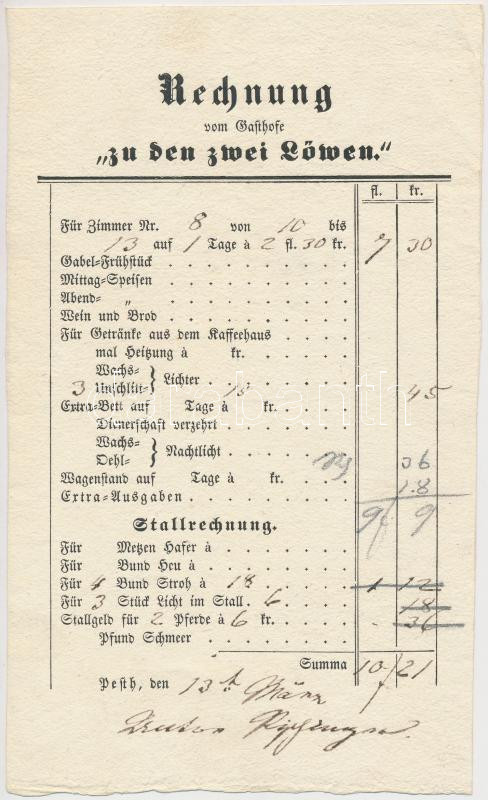 Rechnung
vom Gasthofe
„zu den zwei Löwen.“
fl. kr.
Für Zimmer Nr. 8 von 10 bis
13 auf 1 Tage à 2 fl. 30 kr. 7 30
Gabel-Frühstück
Mittag-Speisen
Abend- „
Wein und Brod
Für Getränke aus dem Kaffeehaus
mal Heitzung à kr.
Wachs-
3 Unschlitt- } Lichter 15 45
Extra-Bett auf Tage à kr.
Dienerschaft verzehrt
Wachs-
Oehl- } Nachtlicht 36
Wagenstand auf Tage à kr. 18
Extra-Ausgaben
9 9
Stallrechnung.
Für Metzen Hafer à
Für Bund Heu à
Für 4 Bund Stroh à 18 1 12
Für 3 Stück Licht im Stall 6 18
Stallgeld für 2 Pferde à 6 kr. 36
Pfund Schmeer
Summa 10 21
Pesth, den 13t März
Anton